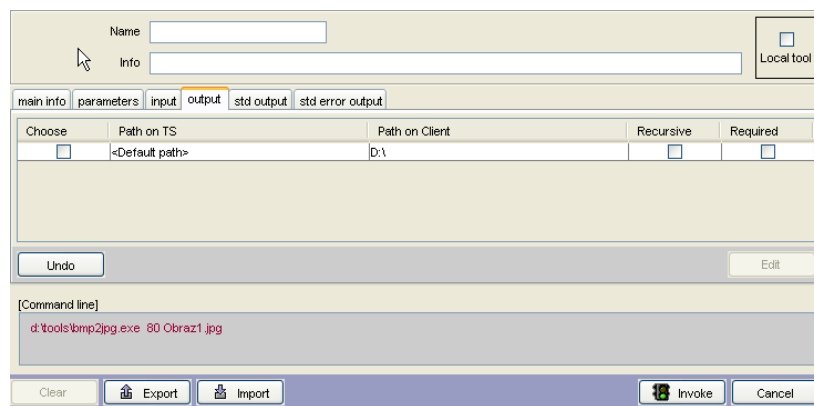 Name
Info
Local tool
main info parameters input output std output std error output
Choose Path on TS Path on Client Recursive Required
<Default path> D:\
Undo Edit
[Command line]
d:\tools\bmp2jpg.exe 80 Obraz1.jpg
Clear Export Import Invoke Cancel